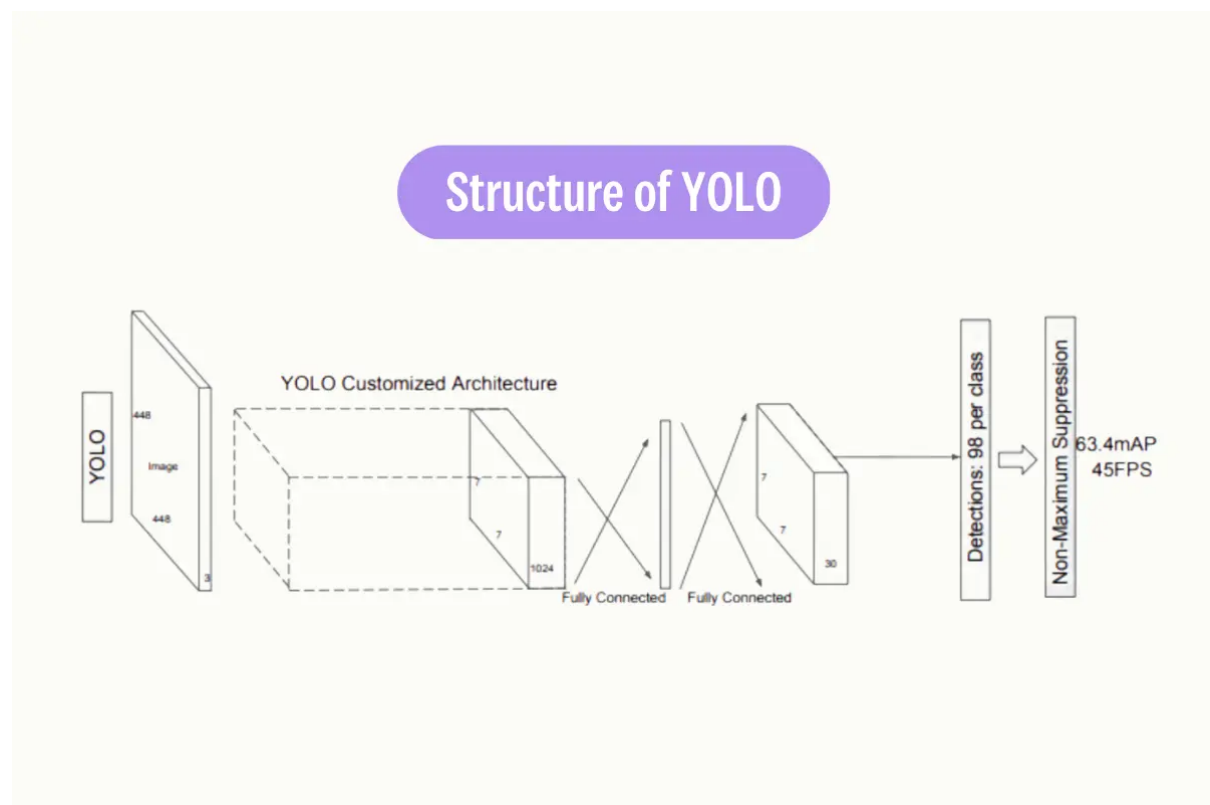 Structure of YOLO
YOLO
448
Image
448
3
YOLO Customized Architecture
7
7
1024
Fully Connected
Fully Connected
7
7
30
Detections: 98 per class
Non-Maximum Suppression
63.4mAP
45FPS